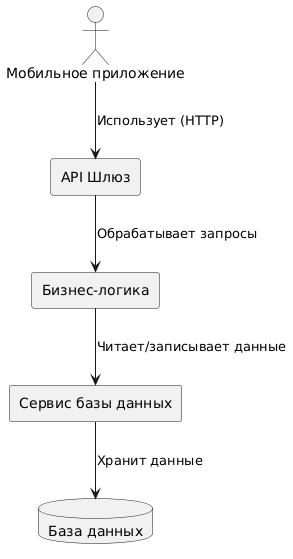 Мобильное приложение
Использует (HTTP)
API Шлюз
Обрабатывает запросы
Бизнес-логика
Читает/записывает данные
Сервис базы данных
Хранит данные
База данных